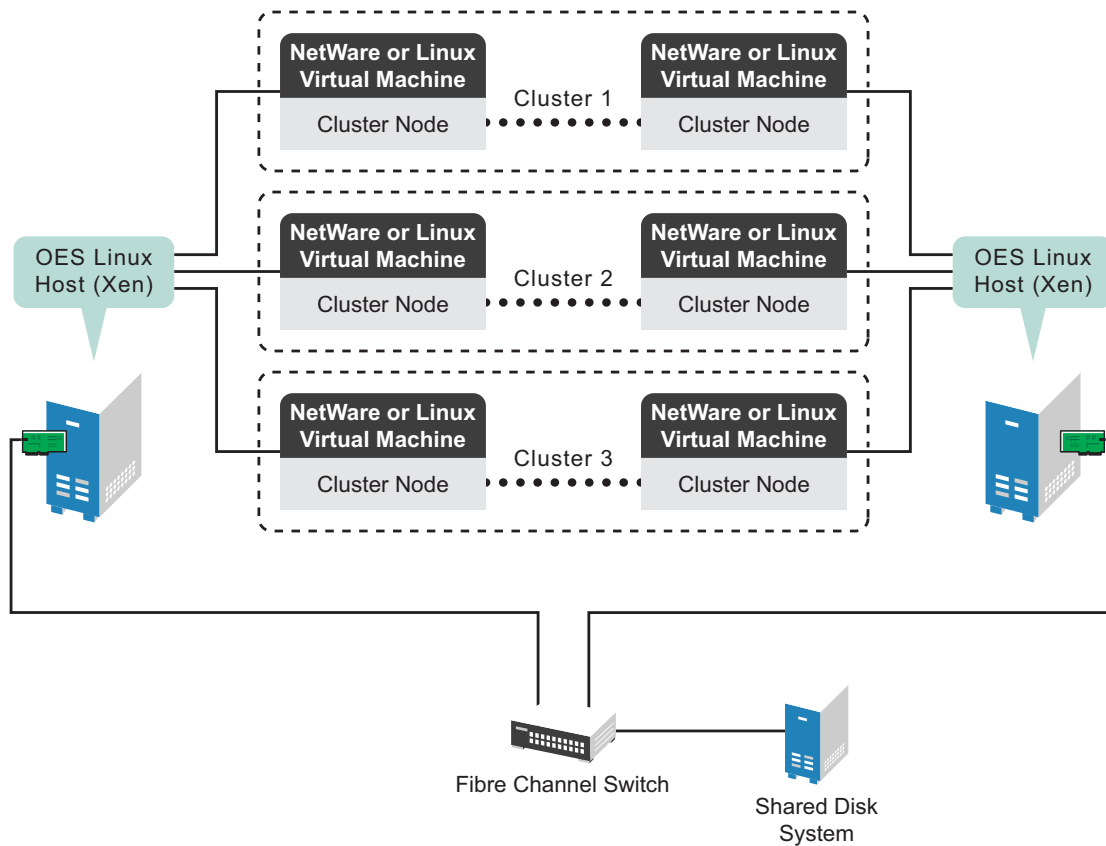 NetWare or Linux
Virtual Machine
Cluster Node
Cluster 1
NetWare or Linux
Virtual Machine
Cluster Node
OES Linux
Host (Xen)
NetWare or Linux
Virtual Machine
Cluster Node
Cluster 2
NetWare or Linux
Virtual Machine
Cluster Node
OES Linux
Host (Xen)
NetWare or Linux
Virtual Machine
Cluster Node
Cluster 3
NetWare or Linux
Virtual Machine
Cluster Node
Fibre Channel Switch
Shared Disk
System